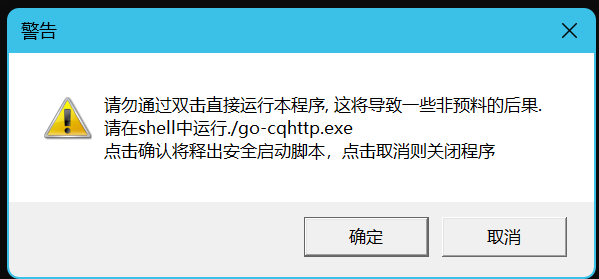 警告
请勿通过双击直接运行本程序, 这将导致一些非预料的后果.
请在shell中运行./go-cqhttp.exe
点击确认将释出安全启动脚本，点击取消则关闭程序
确定
取消